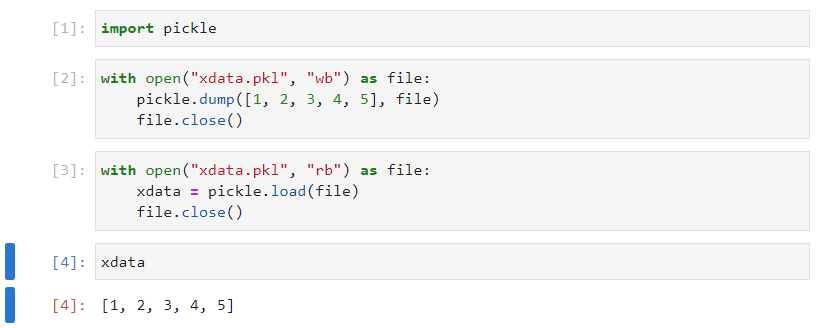 [1]: import pickle
[2]: with open("xdata.pkl", "wb") as file:
    pickle.dump([1, 2, 3, 4, 5], file)
    file.close()
[3]: with open("xdata.pkl", "rb") as file:
    xdata = pickle.load(file)
    file.close()
[4]: xdata
[4]: [1, 2, 3, 4, 5]